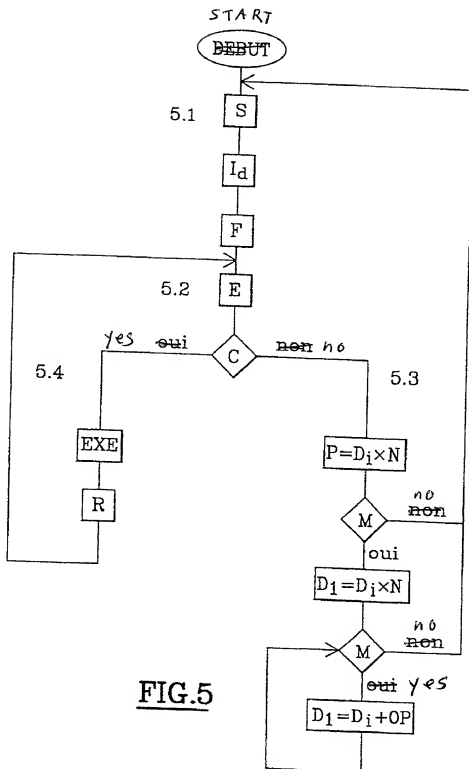 START
DEBUT
5.1
S
Id
F
5.2
E
yes oui
C
non no
5.4
5.3
EXE
R
P=Di×N
M
no
non
oui
D1=Di×N
M
no
non
oui yes
D1=Di+OP
FIG.5